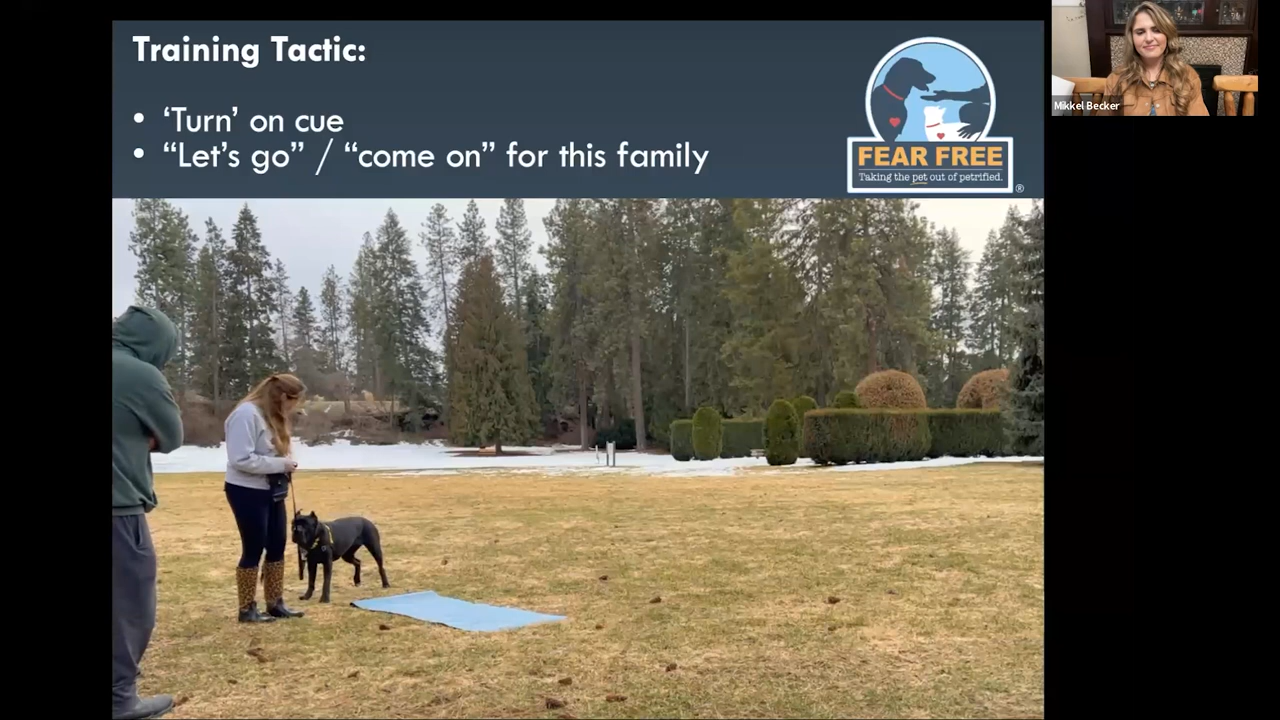 Training Tactic:
• ‘Turn’ on cue
• “Let’s go” / “come on” for this family
FEAR FREE
Taking the pet out of petrified.
®
Mikkel Becker